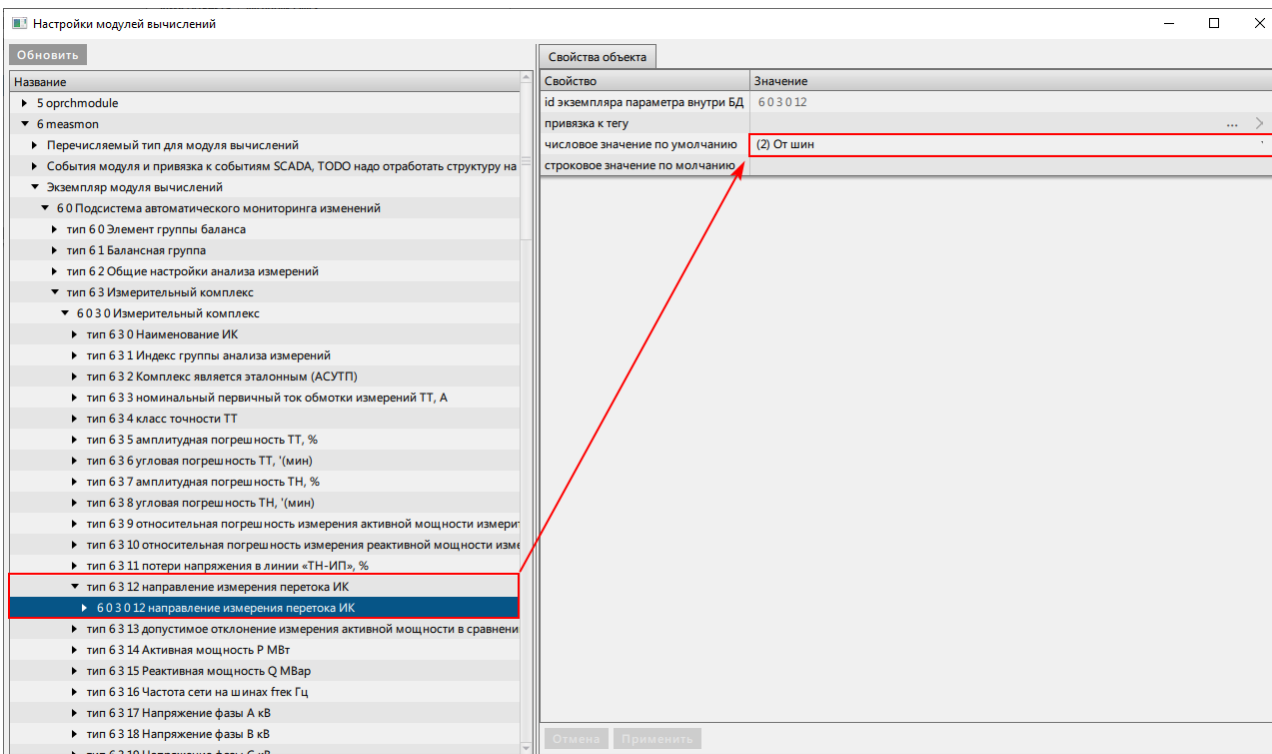 Настройки модулей вычислений
Обновить
Название
5 oprchmodule
6 measmon
Перечисляемый тип для модуля вычислений
События модуля и привязка к событиям SCADA, TODO надо отработать структуру на
Экземпляр модуля вычислений
6 0 Подсистема автоматического мониторинга изменений
тип 6 0 Элемент группы баланса
тип 6 1 Балансная группа
тип 6 2 Общие настройки анализа измерений
тип 6 3 Измерительный комплекс
6 0 3 0 Измерительный комплекс
тип 6 3 0 Наименование ИК
тип 6 3 1 Индекс группы анализа измерений
тип 6 3 2 Комплекс является эталонным (АСУТП)
тип 6 3 3 номинальный первичный ток обмотки измерений ТТ, А
тип 6 3 4 класс точности ТТ
тип 6 3 5 амплитудная погрешность ТТ, %
тип 6 3 6 угловая погрешность ТТ, '(мин)
тип 6 3 7 амплитудная погрешность ТН, %
тип 6 3 8 угловая погрешность ТН, '(мин)
тип 6 3 9 относительная погрешность измерения активной мощности измерит
тип 6 3 10 относительная погрешность измерения реактивной мощности изме
тип 6 3 11 потери напряжения в линии «ТН-ИП», %
тип 6 3 12 направление измерения перетока ИК
6 0 3 0 12 направление измерения перетока ИК
тип 6 3 13 допустимое отклонение измерения активной мощности в сравнени
тип 6 3 14 Активная мощность P МВт
тип 6 3 15 Реактивная мощность Q МВар
тип 6 3 16 Частота сети на шинах fтек Гц
тип 6 3 17 Напряжение фазы А кВ
тип 6 3 18 Напряжение фазы В кВ
тип 6 3 19 Напряжение фазы С кВ
Свойства объекта
Свойство Значение
id экземпляра параметра внутри БД 6 0 3 0 12
привязка к тегу ...
числовое значение по умолчанию (2) От шин
строковое значение по молчанию
Отмена Применить